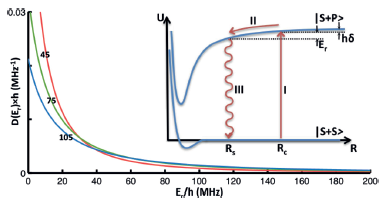 0.03
D(Eᵣ)×h (MHz⁻¹)
0
45
75
105
0 20 40 60 80 100 120 140 160 180 200
Eᵣ/h (MHz)
U
II
|S+P>
hδ
Eᵣ
III
I
|S+S>
Rₛ
R꜀
R